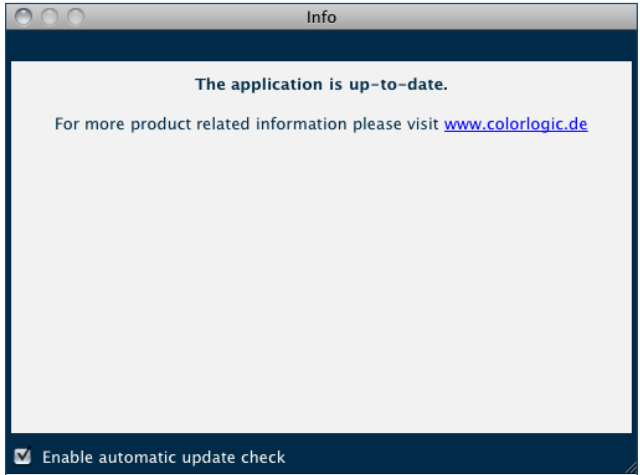 Info
The application is up-to-date.
For more product related information please visit www.colorlogic.de
Enable automatic update check